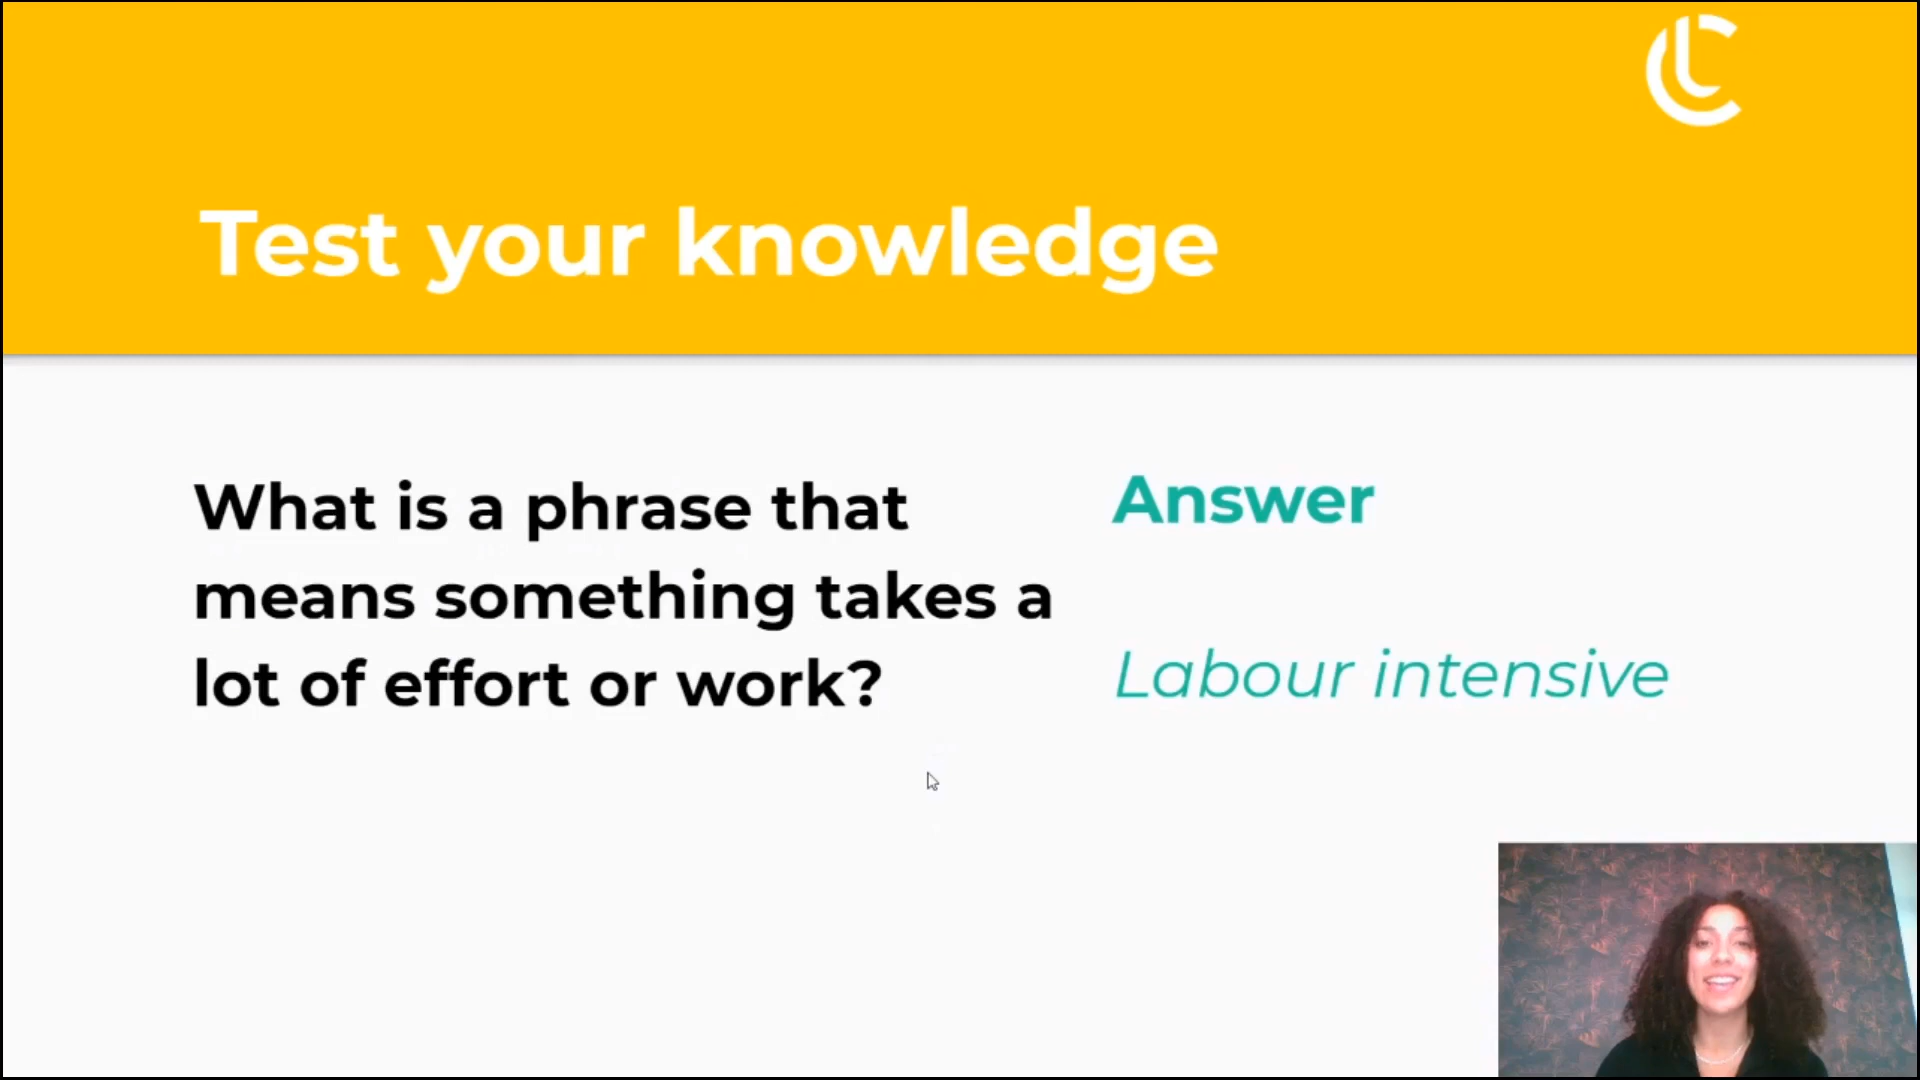 Test your knowledge
What is a phrase that
means something takes a
lot of effort or work?
Answer
Labour intensive